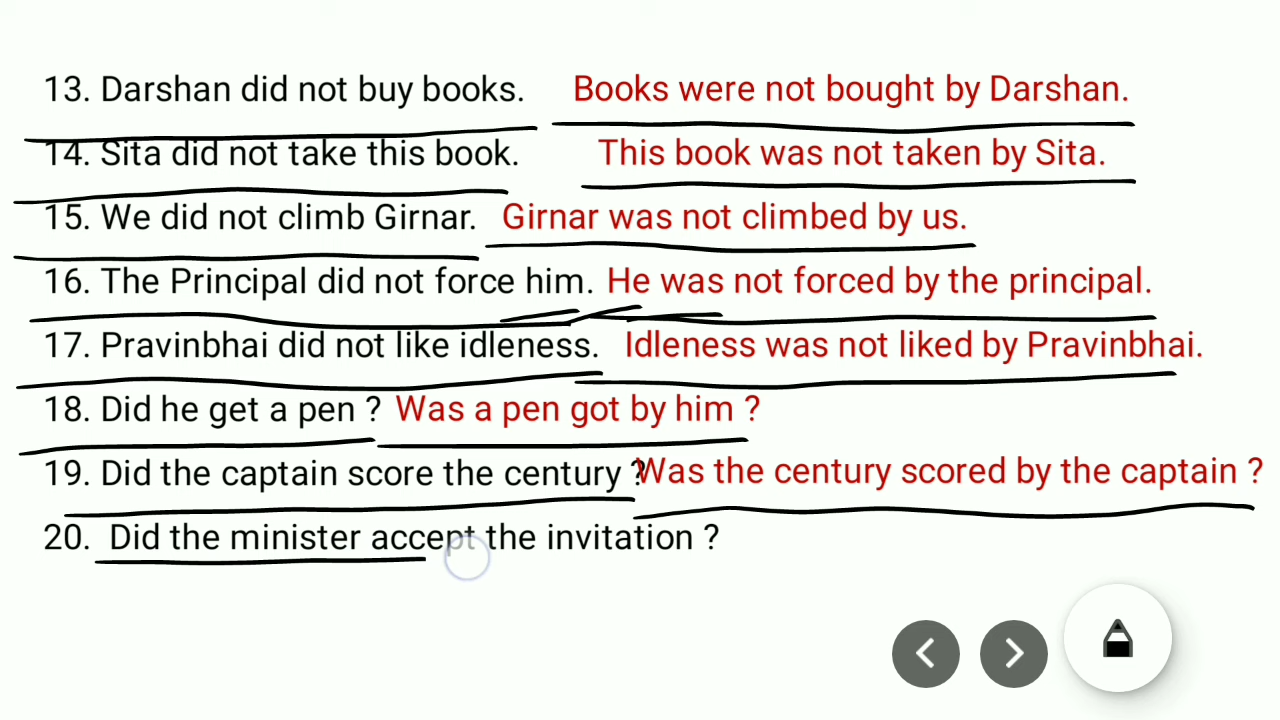 13. Darshan did not buy books. Books were not bought by Darshan.
14. Sita did not take this book. This book was not taken by Sita.
15. We did not climb Girnar. Girnar was not climbed by us.
16. The Principal did not force him. He was not forced by the principal.
17. Pravinbhai did not like idleness. Idleness was not liked by Pravinbhai.
18. Did he get a pen ? Was a pen got by him ?
19. Did the captain score the century ? Was the century scored by the captain ?
20. Did the minister accept the invitation ?